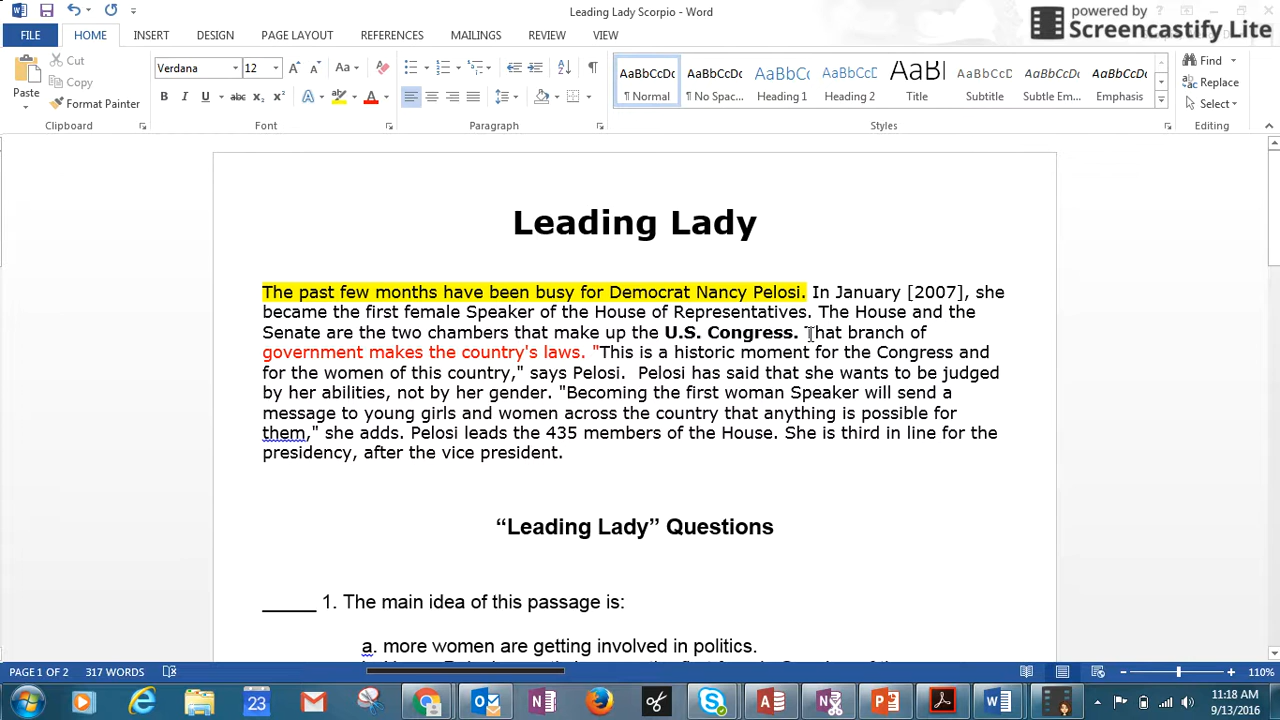 Leading Lady Scorpio - Word
powered by
Screencastify Lite
FILE HOME INSERT DESIGN PAGE LAYOUT REFERENCES MAILINGS REVIEW VIEW
Cut
Copy
Format Painter
Paste
Clipboard
Verdana 12
Font
Paragraph
AaBbCcDc AaBbCcDc AaBbCc AaBbCc AaBl AaBbCcD AaBbCcDc AaBbCcDc
¶ Normal ¶ No Spac... Heading 1 Heading 2 Title Subtitle Subtle Em... Emphasis
Styles
Find
Replace
Select
Editing
Leading Lady
The past few months have been busy for Democrat Nancy Pelosi. In January [2007], she
became the first female Speaker of the House of Representatives. The House and the
Senate are the two chambers that make up the U.S. Congress. That branch of
government makes the country's laws. "This is a historic moment for the Congress and
for the women of this country," says Pelosi. Pelosi has said that she wants to be judged
by her abilities, not by her gender. "Becoming the first woman Speaker will send a
message to young girls and women across the country that anything is possible for
them," she adds. Pelosi leads the 435 members of the House. She is third in line for the
presidency, after the vice president.
“Leading Lady” Questions
_____ 1. The main idea of this passage is:
a. more women are getting involved in politics.
PAGE 1 OF 2 317 WORDS
110%
23
11:18 AM
9/13/2016